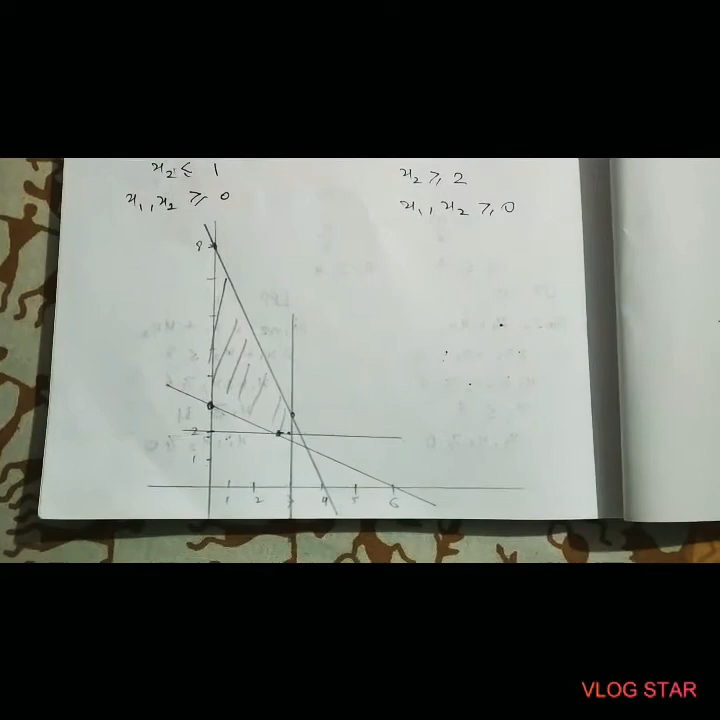 x₂ ≤ 1
x₂ ≥ 2
x₁, x₂ ≥ 0
x₁, x₂ ≥ 0
8
2
1
1 2 3 4 5 6
VLOG STAR